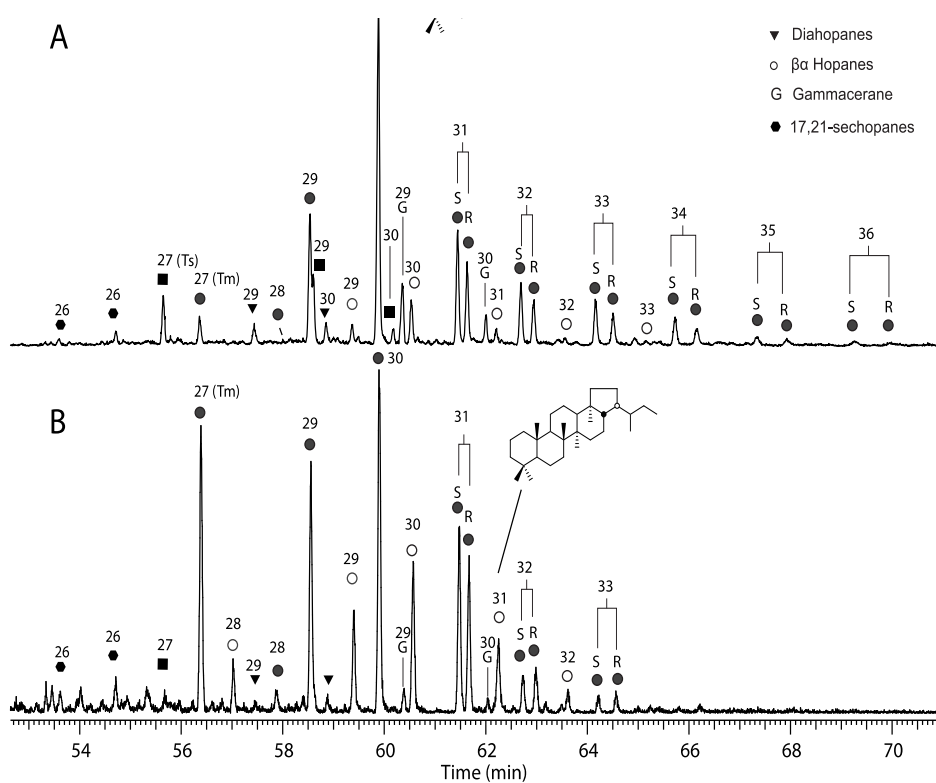 A
Diahopanes
βα Hopanes
G Gammacerane
17,21-sechopanes
26
26
27 (Ts)
27 (Tm)
29
28
29
29
30
29
30
29
G
30
31
S
R
30
G
31
32
S
R
32
33
S
R
33
34
S
R
35
S
R
36
S
R
B
26
26
27
27 (Tm)
28
29
28
29
29
30
29
G
30
31
S
R
30
G
31
32
S
R
32
33
S
R
54
56
58
60
62
64
66
68
70
Time (min)